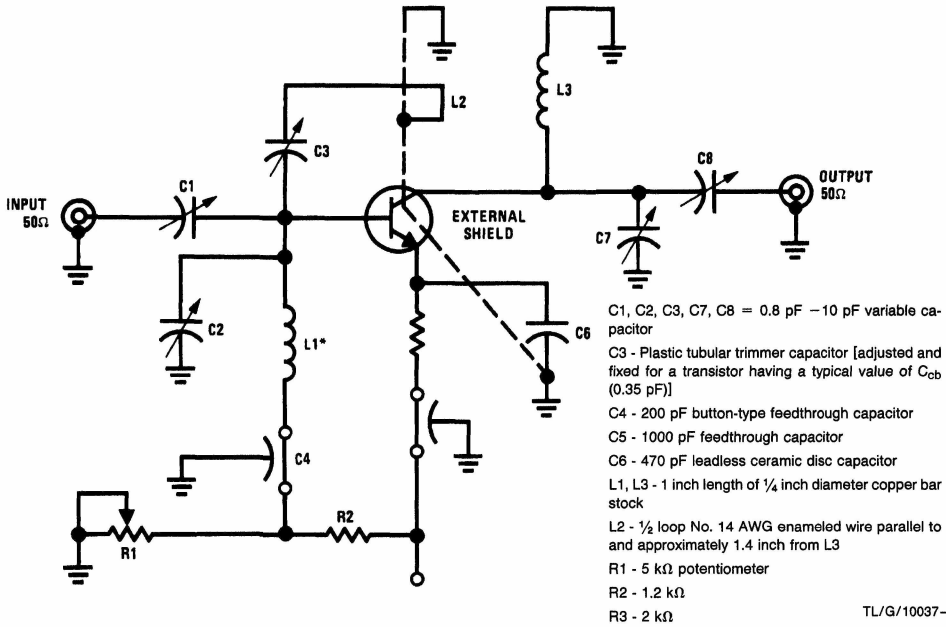 L2
L3
C3
C8
C1
INPUT
50Ω
OUTPUT
50Ω
EXTERNAL
SHIELD
C7
C2
L1*
C6
C4
R1
R2
C1, C2, C3, C7, C8 = 0.8 pF −10 pF variable ca-
pacitor
C3 - Plastic tubular trimmer capacitor [adjusted and
fixed for a transistor having a typical value of Ccb
(0.35 pF)]
C4 - 200 pF button-type feedthrough capacitor
C5 - 1000 pF feedthrough capacitor
C6 - 470 pF leadless ceramic disc capacitor
L1, L3 - 1 inch length of ¼ inch diameter copper bar
stock
L2 - ½ loop No. 14 AWG enameled wire parallel to
and approximately 1.4 inch from L3
R1 - 5 kΩ potentiometer
R2 - 1.2 kΩ
R3 - 2 kΩ
TL/G/10037–